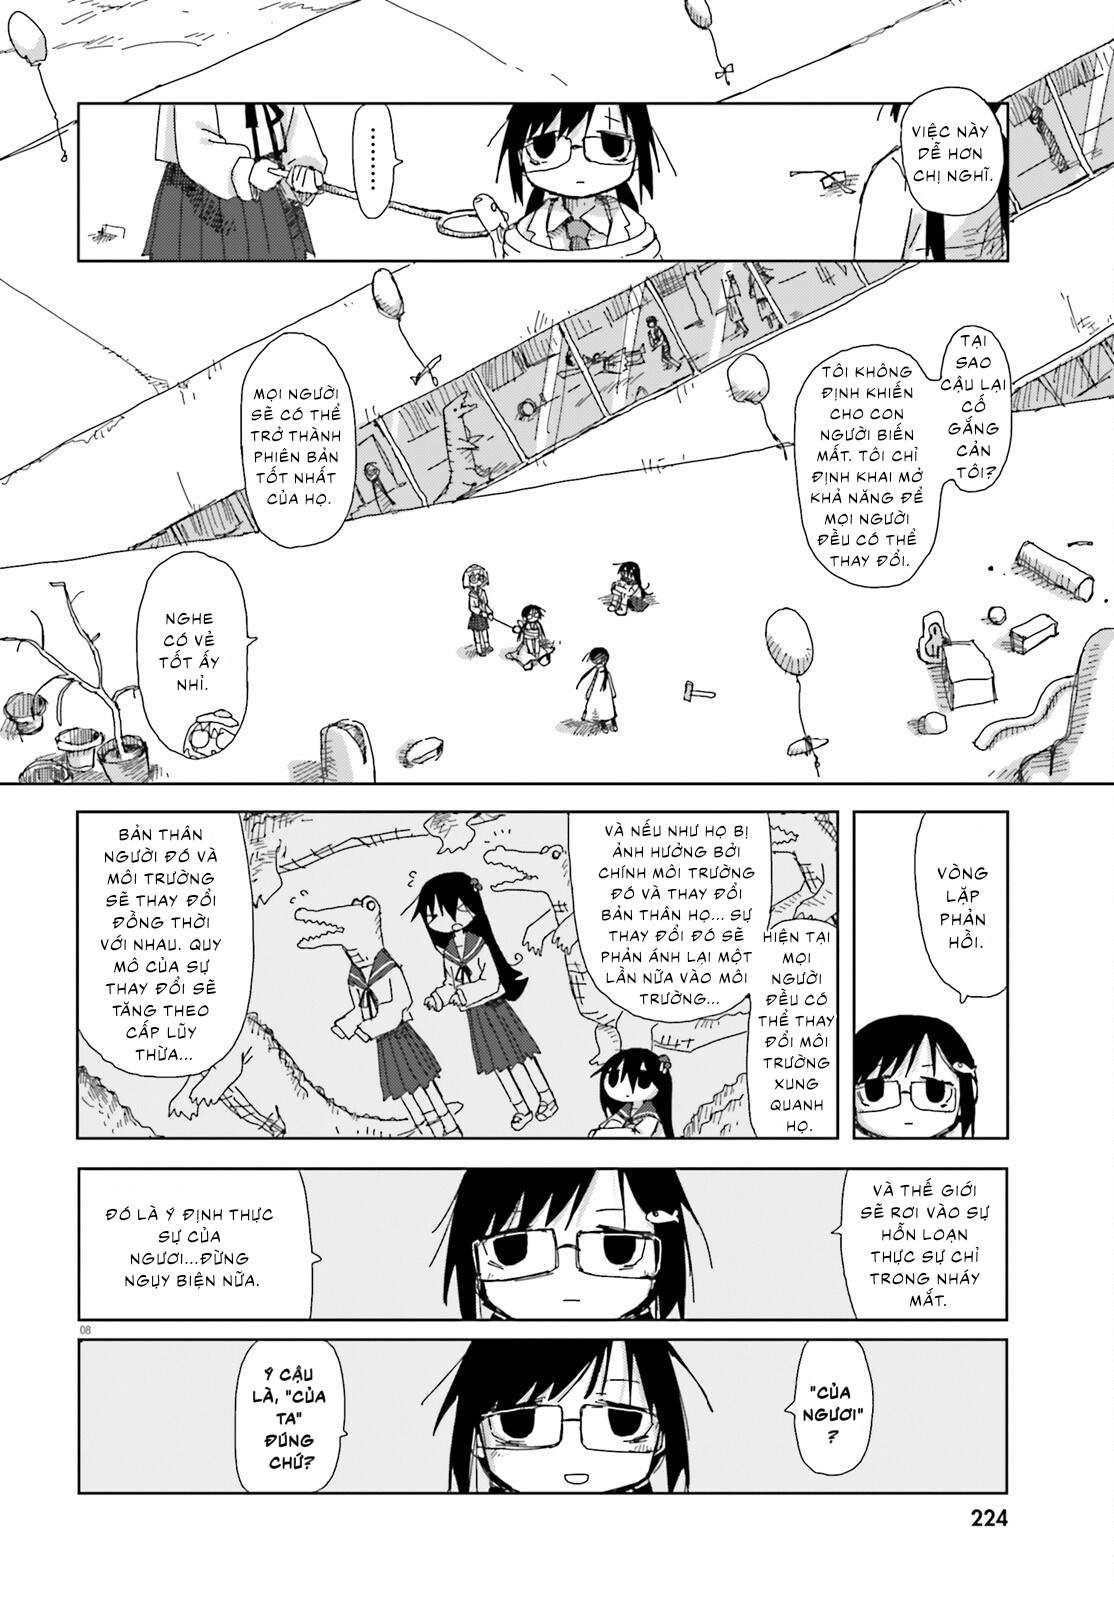 VIỆC NÀY
DỄ HƠN
CHỊ NGHĨ.
.........
TẠI
SAO
CẬU LẠI
CỐ
GẮNG
CẢN
TÔI?
TÔI KHÔNG
ĐỊNH KHIẾN
CHO CON
NGƯỜI BIẾN
MẤT. TÔI CHỈ
ĐỊNH KHAI MỞ
KHẢ NĂNG ĐỂ
MỌI NGƯỜI
ĐỀU CÓ THỂ
THAY ĐỔI.
MỌI NGƯỜI
SẼ CÓ THỂ
TRỞ THÀNH
PHIÊN BẢN
TỐT NHẤT
CỦA HỌ.
NGHE
CÓ VẺ
TỐT ẤY
NHỈ.
VÒNG
LẶP
PHẢN
HỒI.
HIỆN TẠI
MỌI
NGƯỜI
ĐỀU CÓ
THỂ THAY
ĐỔI MÔI
TRƯỜNG
XUNG
QUANH
HỌ.
VÀ NẾU NHƯ HỌ BỊ
ẢNH HƯỞNG BỞI
CHÍNH MÔI TRƯỜNG
ĐÓ VÀ THAY ĐỔI
BẢN THÂN HỌ... SỰ
THAY ĐỔI ĐÓ SẼ
PHẢN ÁNH LẠI MỘT
LẦN NỮA VÀO MÔI
TRƯỜNG...
BẢN THÂN
NGƯỜI ĐÓ VÀ
MÔI TRƯỜNG
SẼ THAY ĐỔI
ĐỒNG THỜI
VỚI NHAU. QUY
MÔ CỦA SỰ
THAY ĐỔI SẼ
TĂNG THEO
CẤP LŨY
THỪA...
VÀ THẾ GIỚI
SẼ RƠI VÀO SỰ
HỖN LOẠN
THỰC SỰ CHỈ
TRONG NHÁY
MẮT.
ĐÓ LÀ Ý ĐỊNH THỰC
SỰ CỦA
NGƯƠI...ĐỪNG
NGỤY BIỆN NỮA.
08
"CỦA
NGƯƠI"
?
Ý CẬU
LÀ, "CỦA
TA"
ĐÚNG
CHỨ?
224